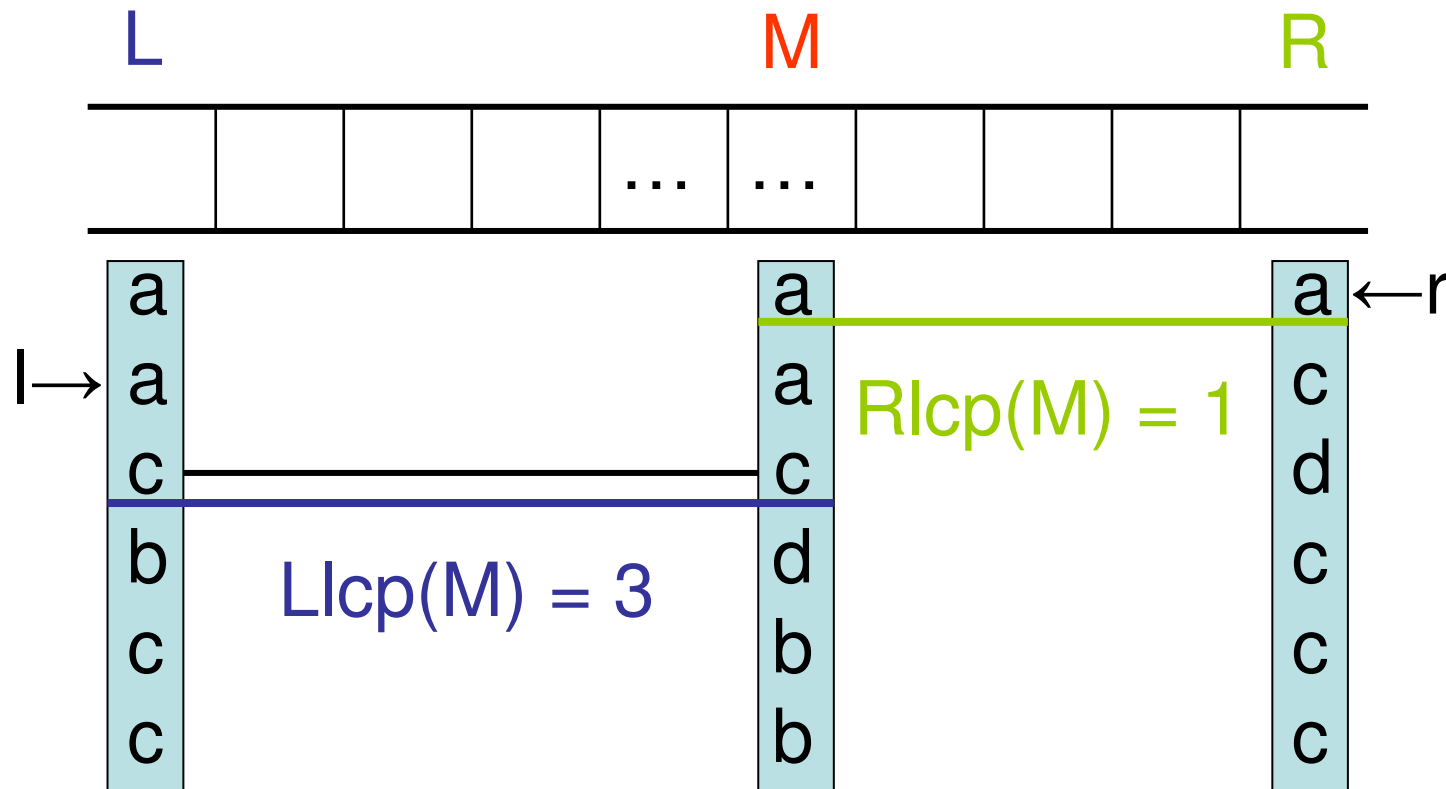 L M R
... ...
a a a ←r
l→ a a c
Rlcp(M) = 1
c c d
b d c
Llcp(M) = 3
c b c
c b c